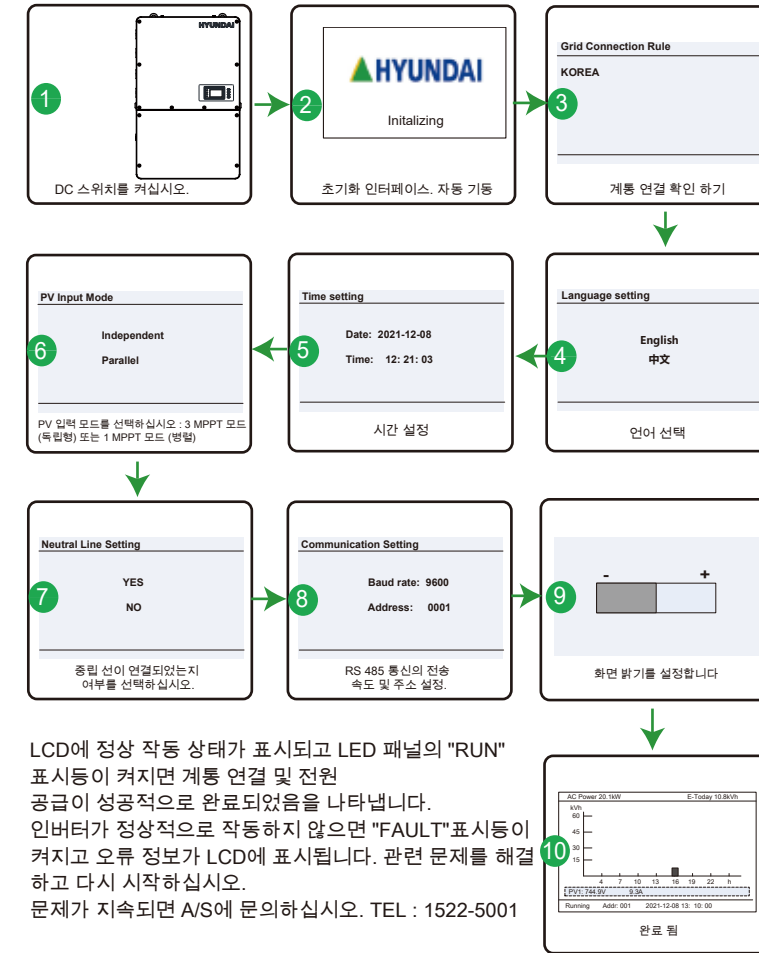 HYUNDAI
1
DC 스위치를 켜십시오.
HYUNDAI
Initalizing
2
초기화 인터페이스. 자동 기동
Grid Connection Rule
KOREA
3
계통 연결 확인 하기
Language setting
English
中文
4
언어 선택
Time setting
Date: 2021-12-08
Time: 12: 21: 03
5
시간 설정
PV Input Mode
Independent
Parallel
6
PV 입력 모드를 선택하십시오 : 3 MPPT 모드
(독립형) 또는 1 MPPT 모드 (병렬)
Neutral Line Setting
YES
NO
7
중립 선이 연결되었는지
여부를 선택하십시오.
Communication Setting
Baud rate: 9600
Address: 0001
8
RS 485 통신의 전송
속도 및 주소 설정.
- +
9
화면 밝기를 설정합니다
AC Power 20.1kW E-Today 10.8kVh
kVh
60
45
30
15
4 7 10 13 16 19 22 h
PV1: 744.9V 9.3A
Running Addr: 001 2021-12-08 13: 10: 00
10
완료 됨
LCD에 정상 작동 상태가 표시되고 LED 패널의 "RUN"
표시등이 켜지면 계통 연결 및 전원
공급이 성공적으로 완료되었음을 나타냅니다.
인버터가 정상적으로 작동하지 않으면 "FAULT"표시등이
켜지고 오류 정보가 LCD에 표시됩니다. 관련 문제를 해결
하고 다시 시작하십시오.
문제가 지속되면 A/S에 문의하십시오. TEL : 1522-5001